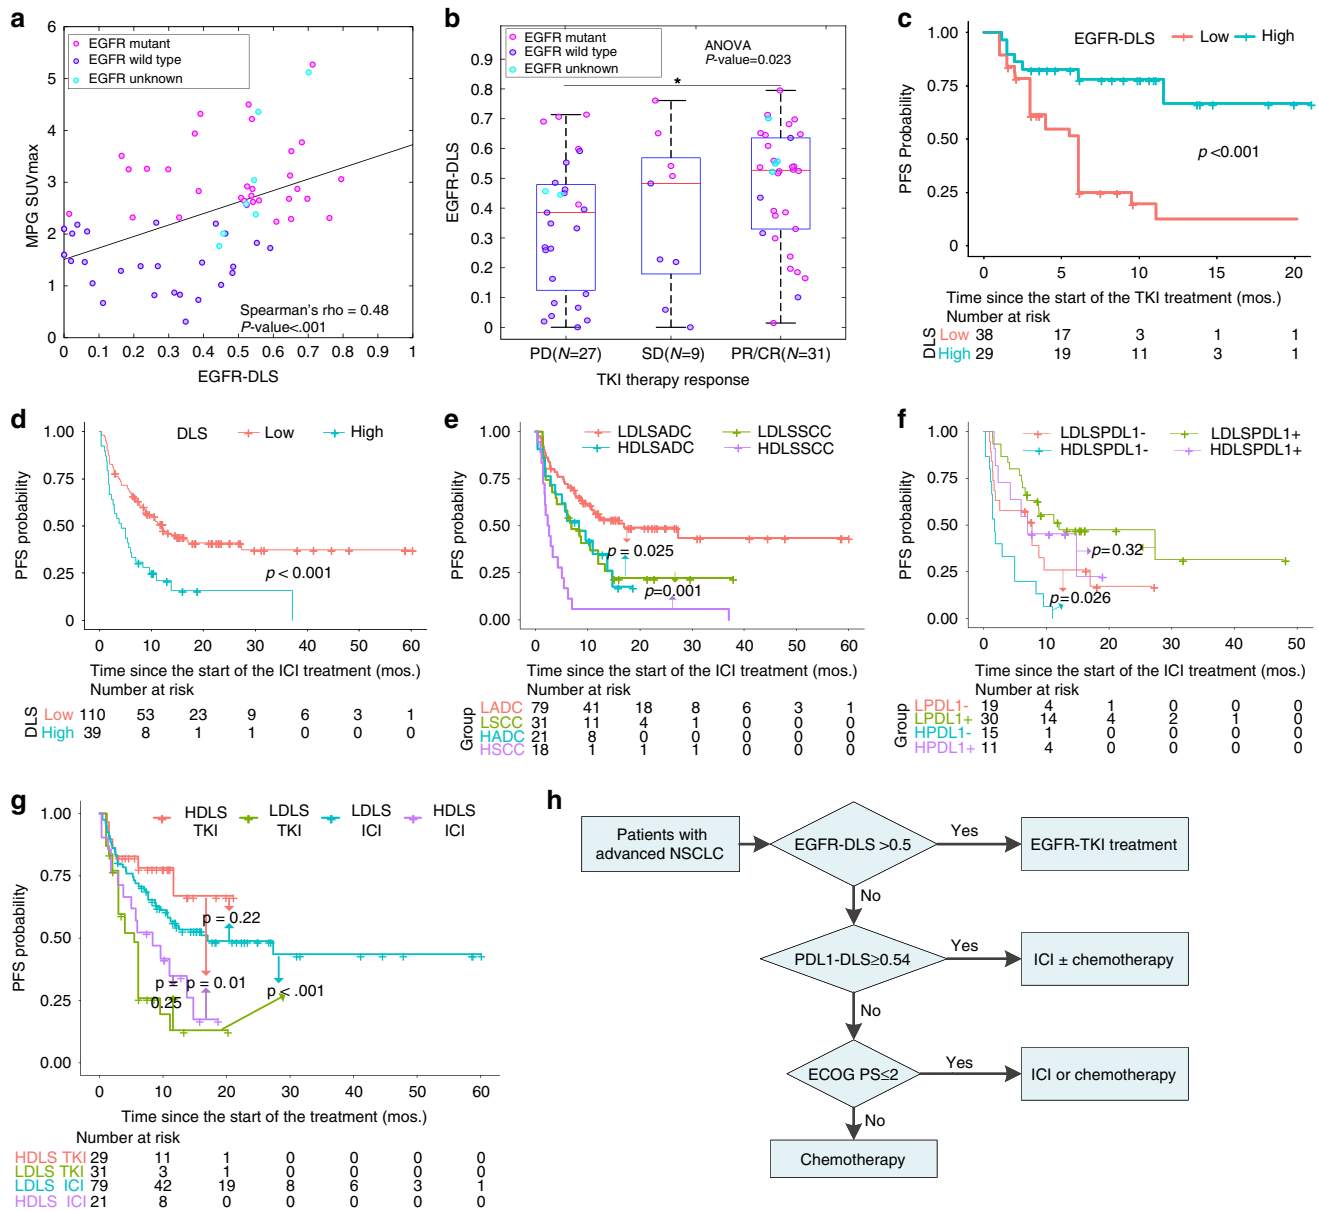 a
6
5
4
3
2
1
0
MPG SUVmax
EGFR mutant
EGFR wild type
EGFR unknown
Spearman's rho = 0.48
P-value<.001
0 0.1 0.2 0.3 0.4 0.5 0.6 0.7 0.8 0.9 1
EGFR-DLS
b
0.9
0.8
0.7
0.6
0.5
0.4
0.3
0.2
0.1
0
EGFR-DLS
EGFR mutant
EGFR wild type
EGFR unknown
ANOVA
P-value=0.023
*
PD(N=27) SD(N=9) PR/CR(N=31)
TKI therapy response
c
EGFR-DLS Low High
1.00
0.75
0.50
0.25
0
PFS Probability
p <0.001
0 5 10 15 20
Time since the start of the TKI treatment (mos.)
Number at risk
DLS
Low 38 17 3 1 1
High 29 19 11 3 1
d
DLS Low High
1.00
0.75
0.50
0.25
0
PFS probability
p < 0.001
0 10 20 30 40 50 60
Time since the start of the ICI treatment (mos.)
Number at risk
DLS
Low 110 53 23 9 6 3 1
High 39 8 1 1 0 0 0
e
LDLSADC LDLSSCC
HDLSADC HDLSSCC
1.00
0.75
0.50
0.25
0.00
PFS probability
p = 0.025
p=0.001
0 10 20 30 40 50 60
Time since the start of the ICI treatment (mos.)
Number at risk
Group
LADC 79 41 18 8 6 3 1
LSCC 31 11 4 1 0 0 0
HADC 21 8 0 0 0 0 0
HSCC 18 1 1 1 0 0 0
f
LDLSPDL1- LDLSPDL1+
HDLSPDL1- HDLSPDL1+
1.00
0.75
0.50
0.25
0.00
PFS probability
p=0.32
p=0.026
0 10 20 30 40 50
Time since the start of the ICI treatment (mos.)
Number at risk
Group
LPDL1- 19 4 1 0 0 0
LPDL1+ 30 14 4 2 1 0
HPDL1- 15 1 0 0 0 0
HPDL1+ 11 4 0 0 0 0
g
HDLS TKI LDLS TKI LDLS ICI HDLS ICI
1.00
0.75
0.50
0.25
0.00
PFS probability
p = 0.22
p = 0.25
p = 0.01
p < .001
0 10 20 30 40 50 60
Time since the start of the treatment (mos.)
Number at risk
HDLS TKI 29 11 1 0 0 0 0
LDLS TKI 31 3 1 0 0 0 0
LDLS ICI 79 42 19 8 6 3 1
HDLS ICI 21 8 0 0 0 0 0
h
Patients with
advanced NSCLC
EGFR-DLS >0.5
Yes
EGFR-TKI treatment
No
PDL1-DLS≥0.54
Yes
ICI ± chemotherapy
No
ECOG PS≤2
Yes
ICI or chemotherapy
No
Chemotherapy